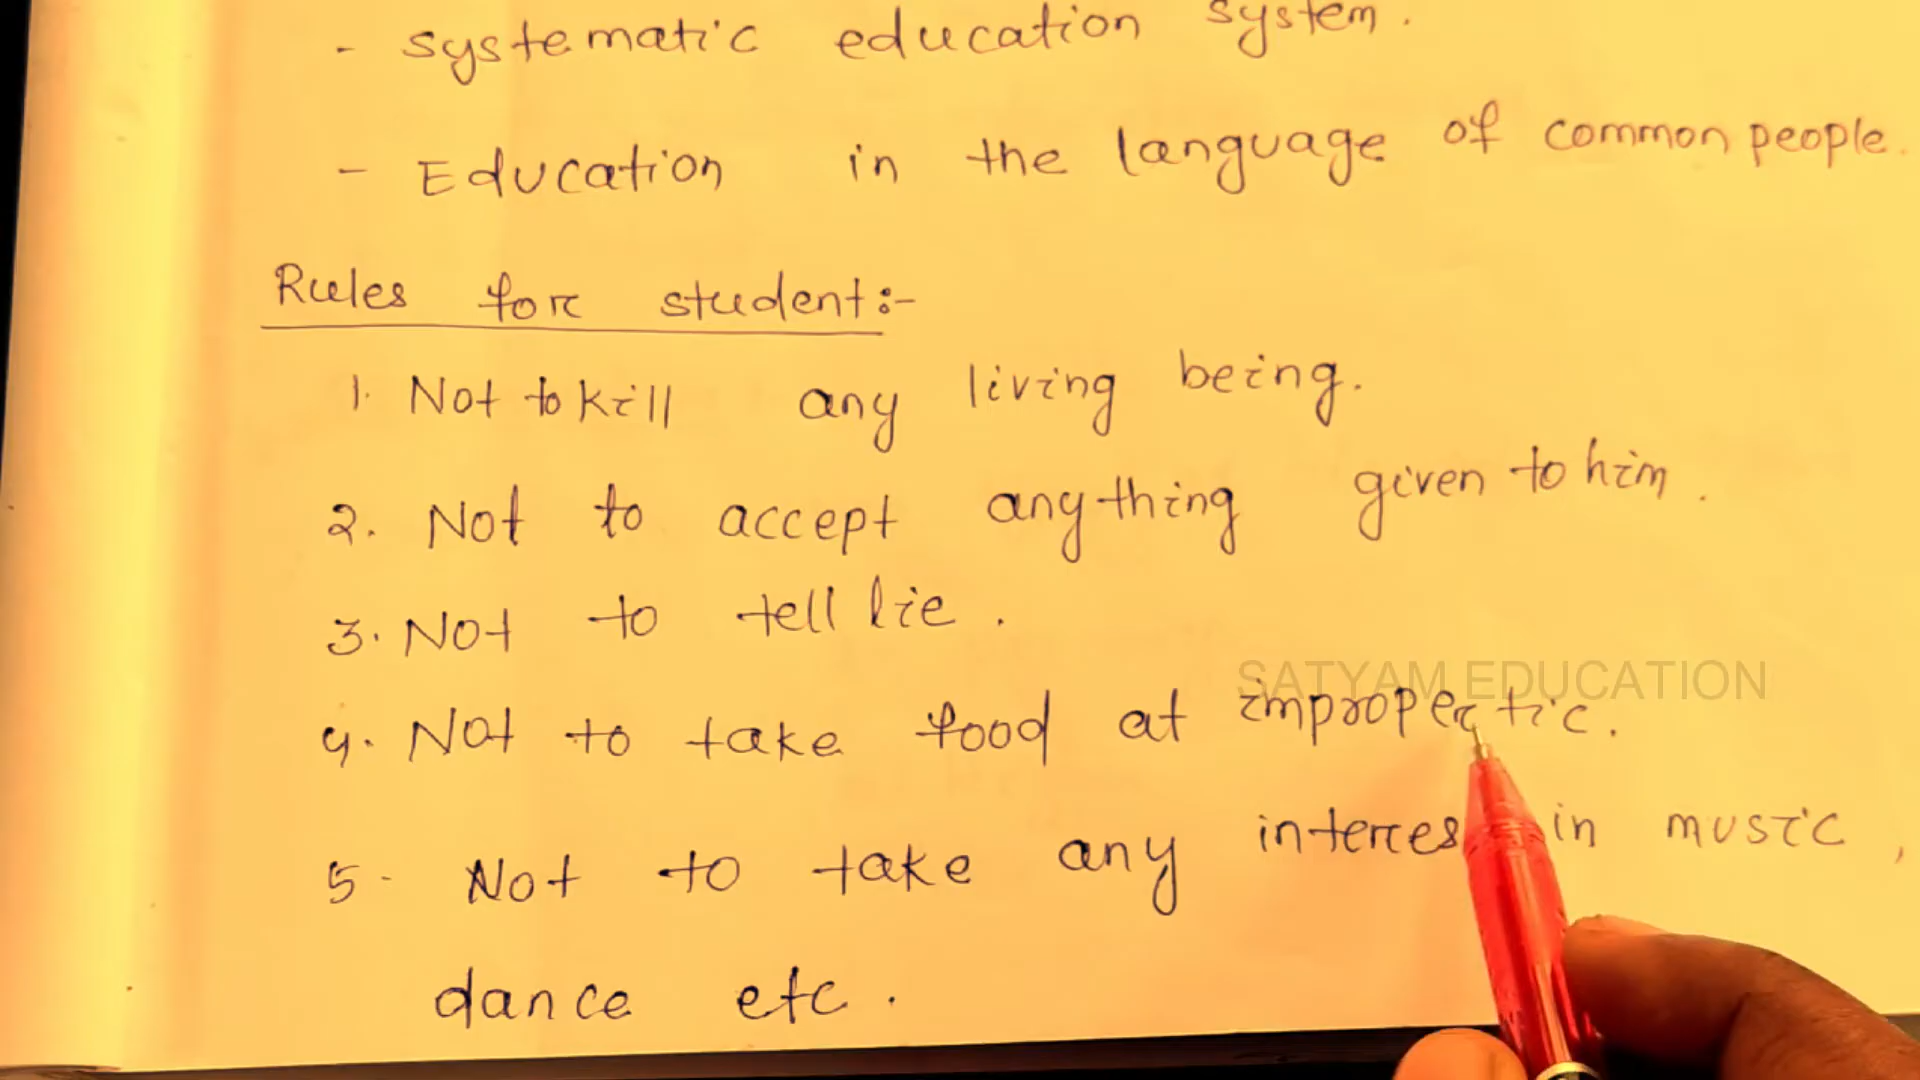 - systematic education system.
- Education in the language of common people.
Rules for student:-
1. Not to kill any living being.
2. Not to accept anything given to him.
3. Not to tell lie.
SATYAM EDUCATION
4. Not to take food at improper tic.
5. Not to take any interes in music,
dance etc.